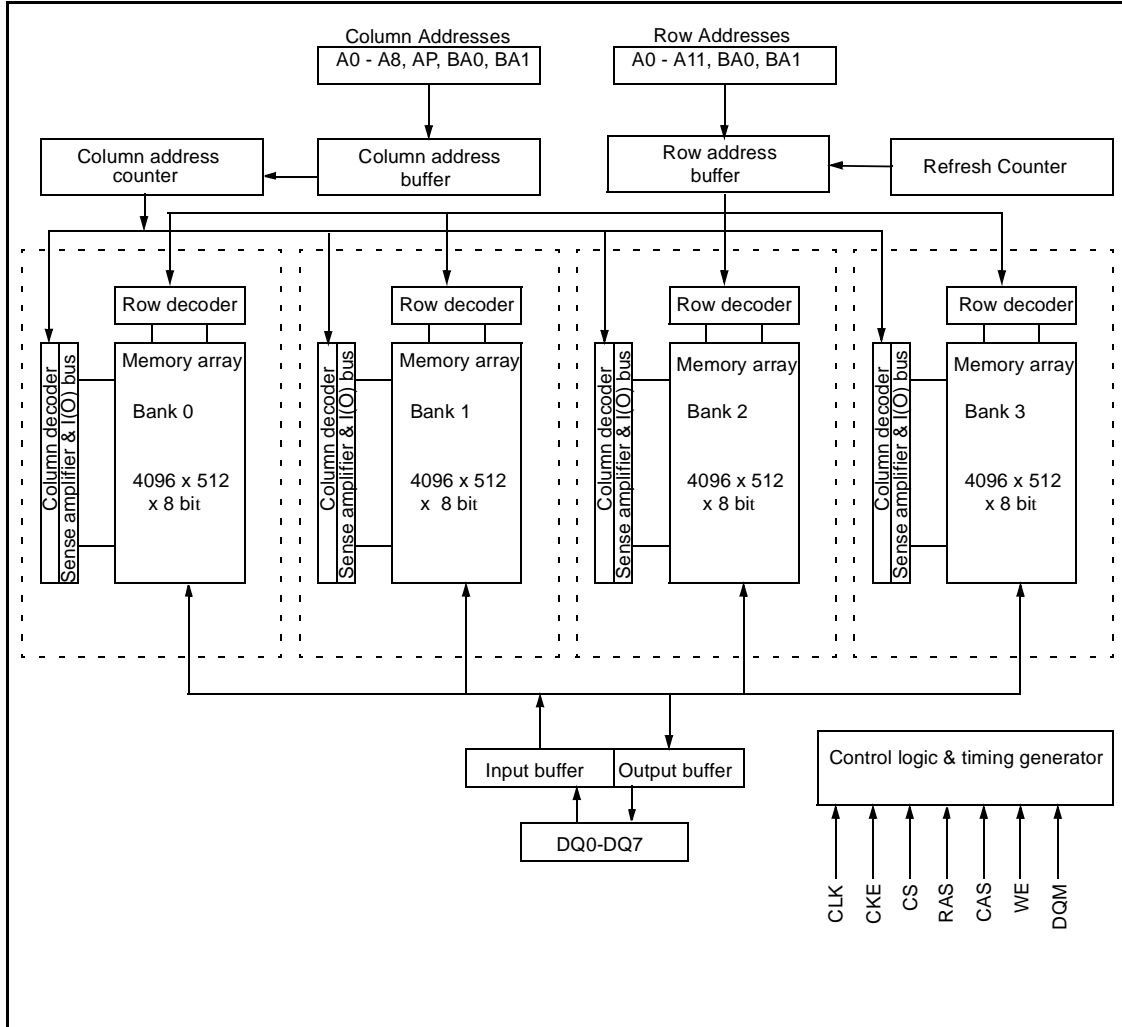 Column Addresses
A0 - A8, AP, BA0, BA1
Row Addresses
A0 - A11, BA0, BA1
Column address
counter
Column address
buffer
Row address
buffer
Refresh Counter
Row decoder
Row decoder
Row decoder
Row decoder
Column decoder
Sense amplifier & I(O) bus
Memory array
Bank 0
4096 x 512
x 8 bit
Column decoder
Sense amplifier & I(O) bus
Memory array
Bank 1
4096 x 512
x 8 bit
Column decoder
Sense amplifier & I(O) bus
Memory array
Bank 2
4096 x 512
x 8 bit
Column decoder
Sense amplifier & I(O) bus
Memory array
Bank 3
4096 x 512
x 8 bit
Input buffer
Output buffer
DQ0-DQ7
Control logic & timing generator
CLK
CKE
CS
RAS
CAS
WE
DQM